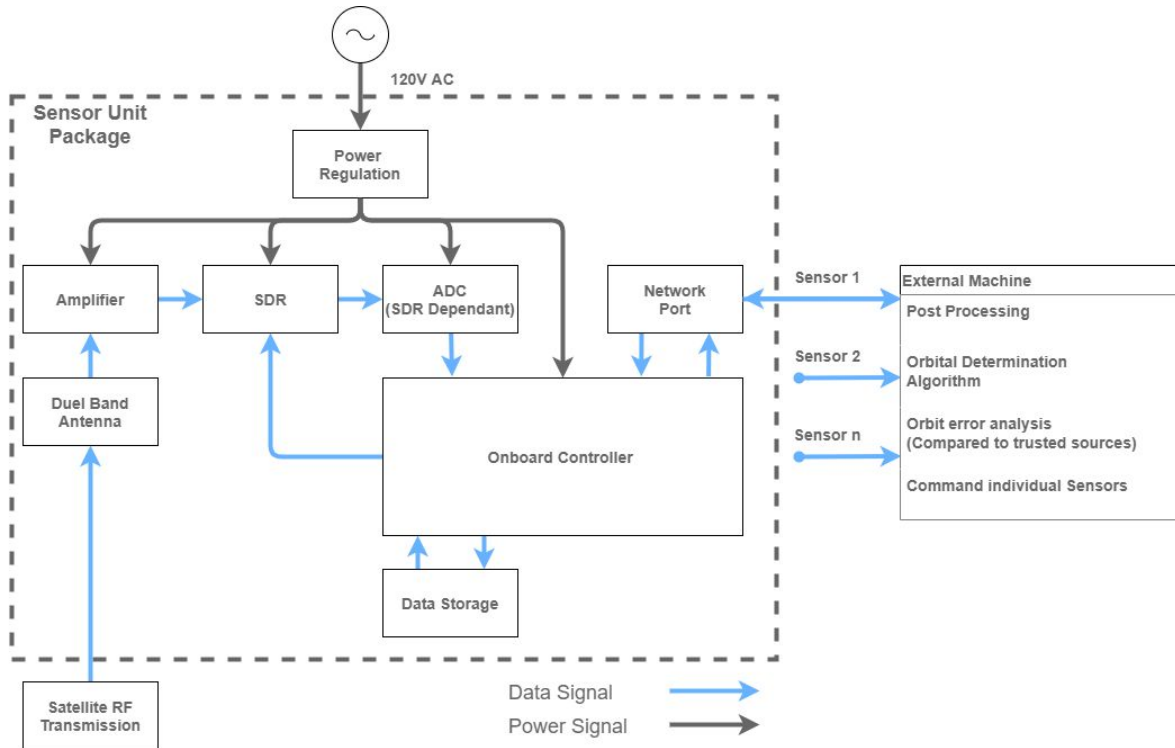 120V AC
Sensor Unit
Package
Power
Regulation
Amplifier
SDR
ADC
(SDR Dependant)
Network
Port
Sensor 1
External Machine
Post Processing
Sensor 2
Orbital Determination
Algorithm
Duel Band
Antenna
Onboard Controller
Sensor n
Orbit error analysis
(Compared to trusted sources)
Command individual Sensors
Data Storage
Satellite RF
Transmission
Data Signal
Power Signal